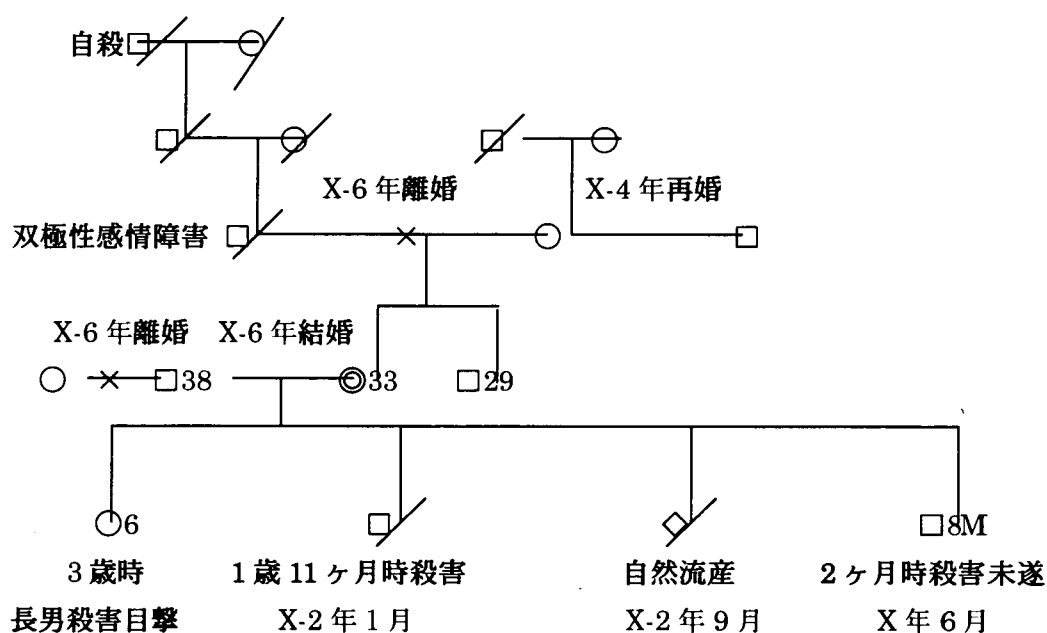 自殺
X-6 年離婚
X-4 年再婚
双極性感情障害
X-6 年離婚
X-6 年結婚
38
33
29
6
8M
3 歳時
1 歳 11 ヶ月時殺害
自然流産
2 ヶ月時殺害未遂
長男殺害目撃
X-2 年 1 月
X-2 年 9 月
X 年 6 月